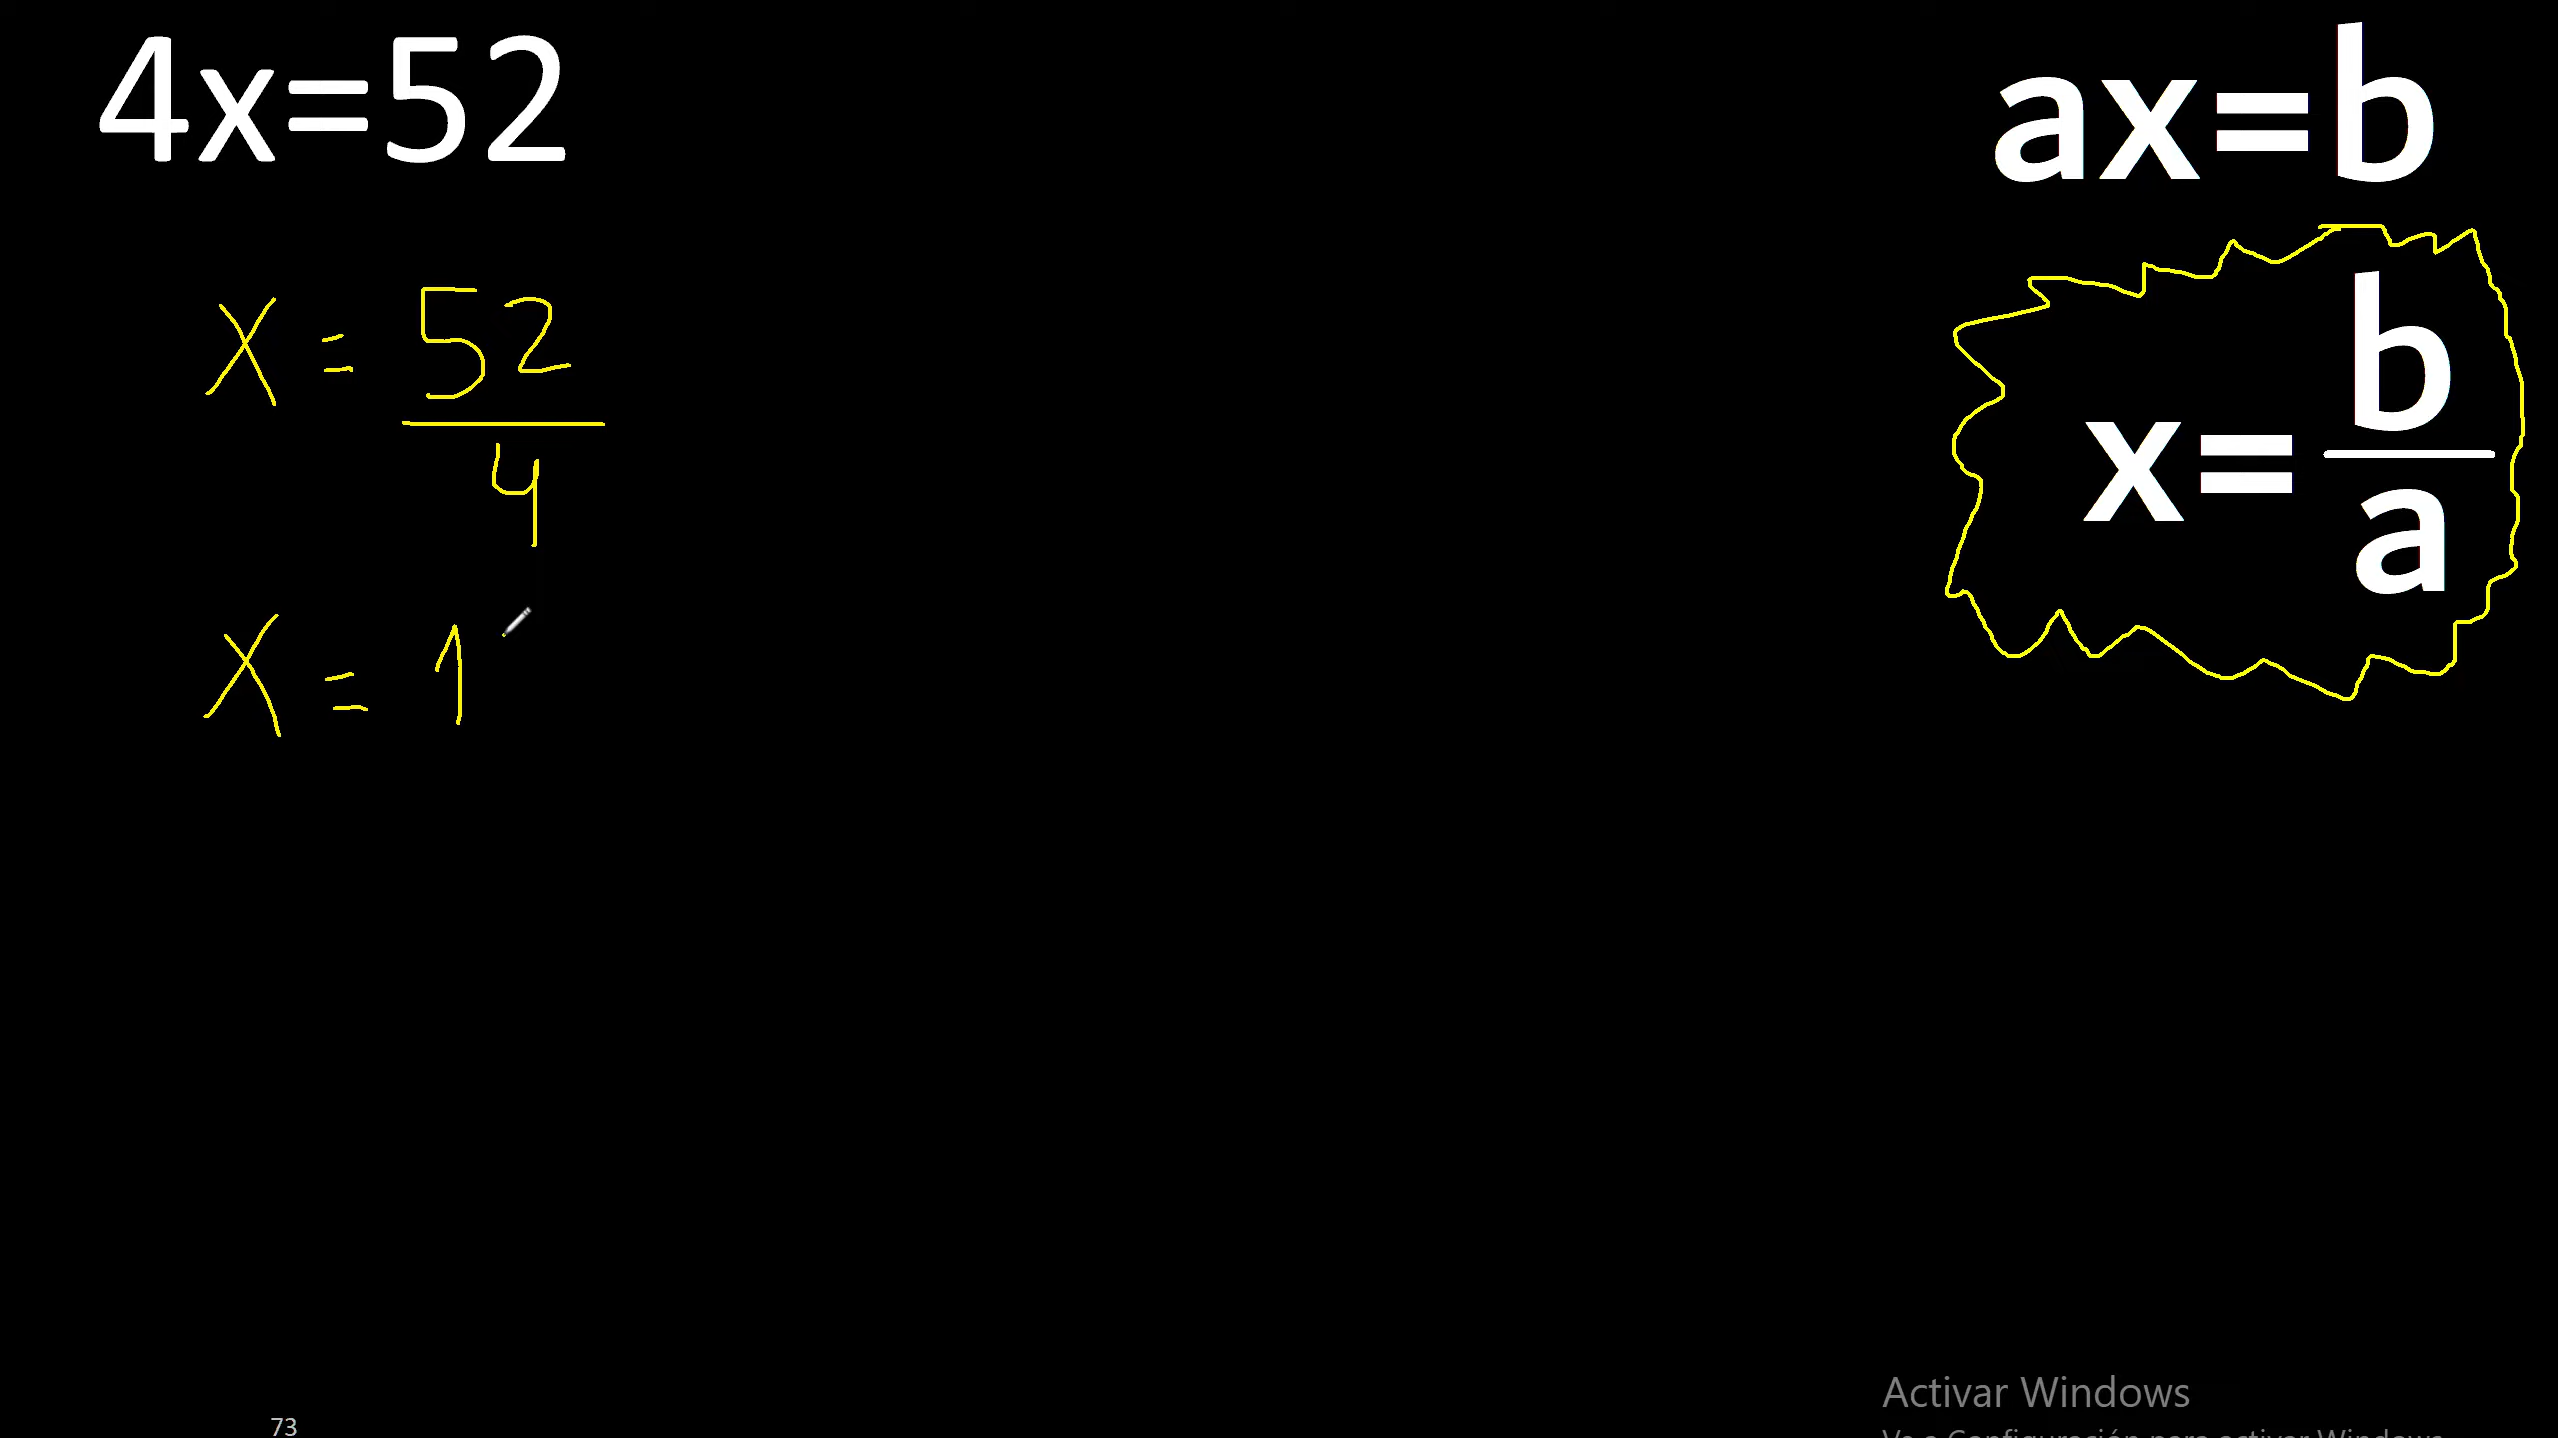 4x=52
ax=b
x = 52/4
x = b/a
x = 1
Activar Windows
73